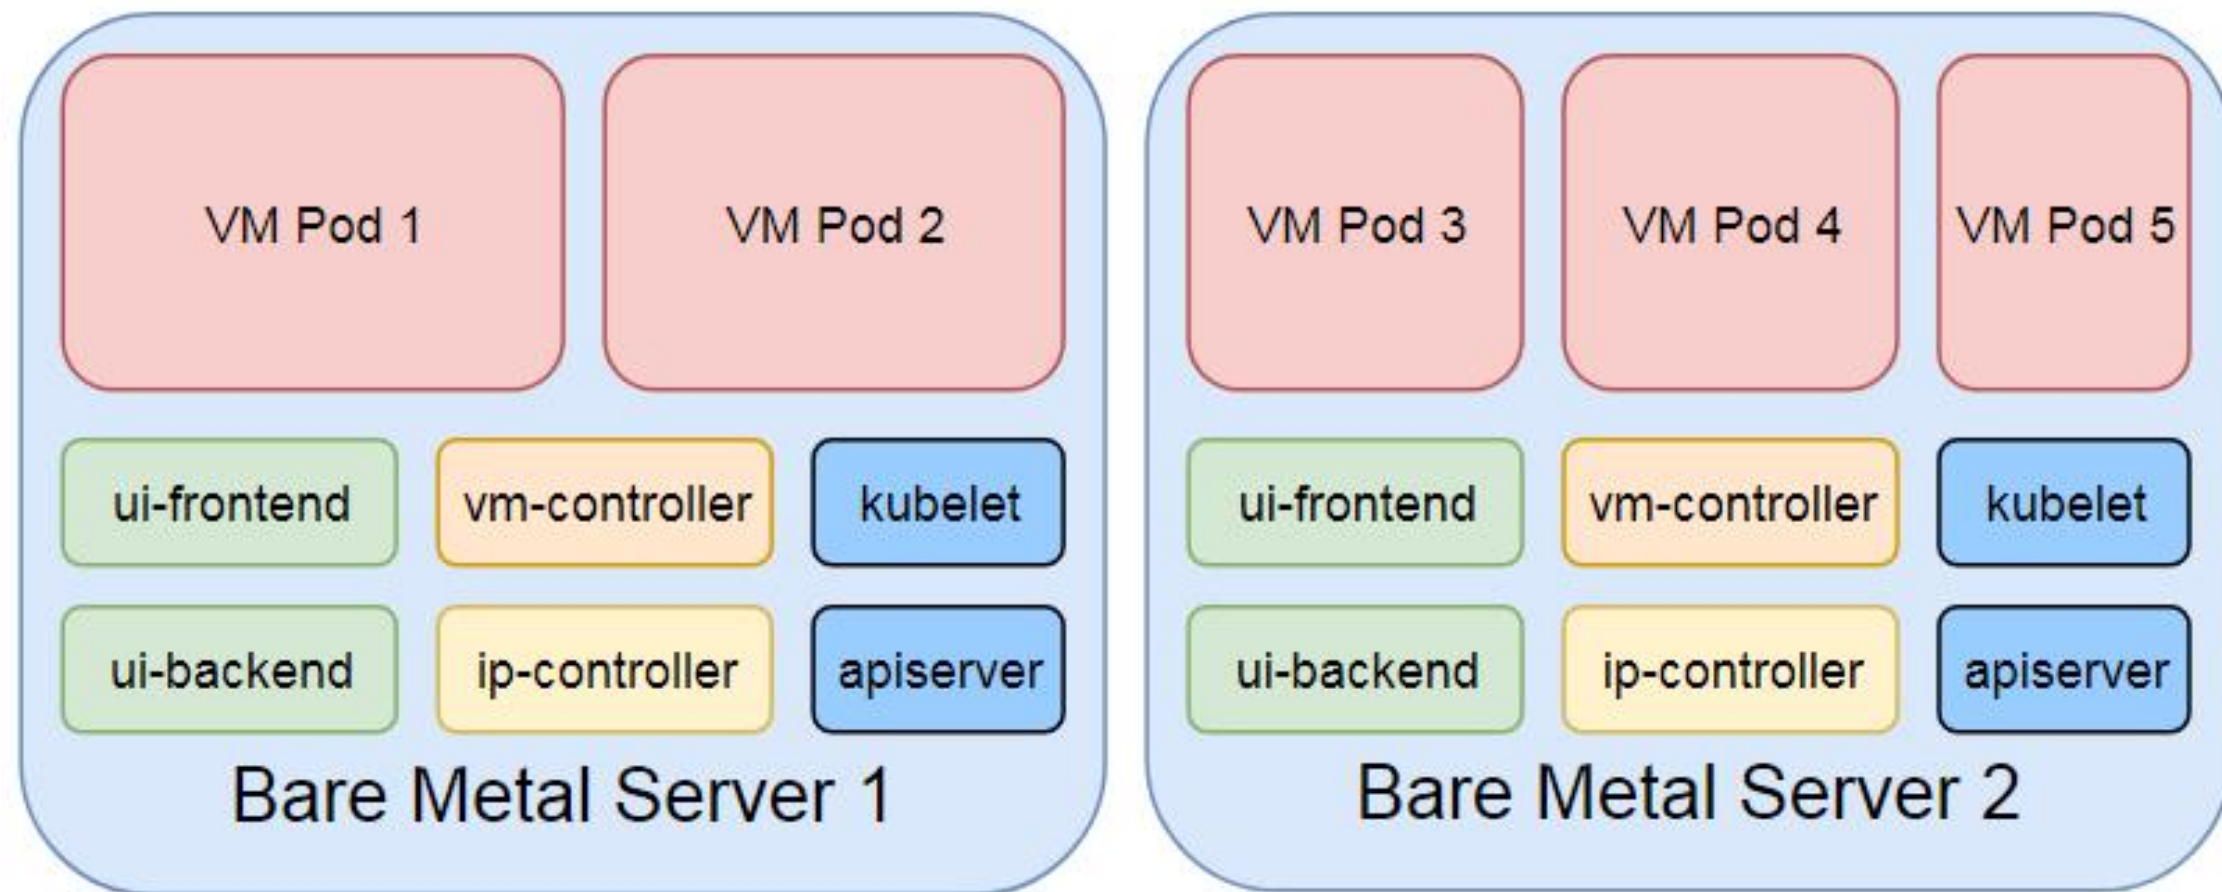 VM Pod 1
VM Pod 2
ui-frontend
vm-controller
kubelet
ui-backend
ip-controller
apiserver
Bare Metal Server 1
VM Pod 3
VM Pod 4
VM Pod 5
ui-frontend
vm-controller
kubelet
ui-backend
ip-controller
apiserver
Bare Metal Server 2